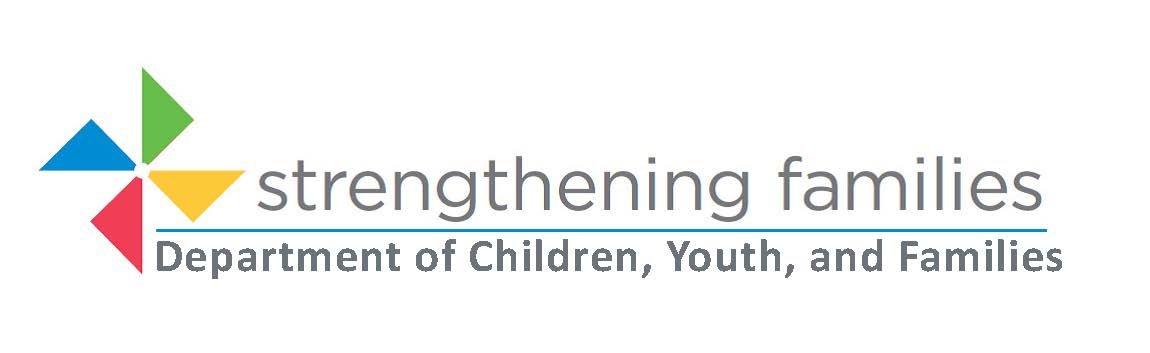 strengthening families
Department of Children, Youth, and Families